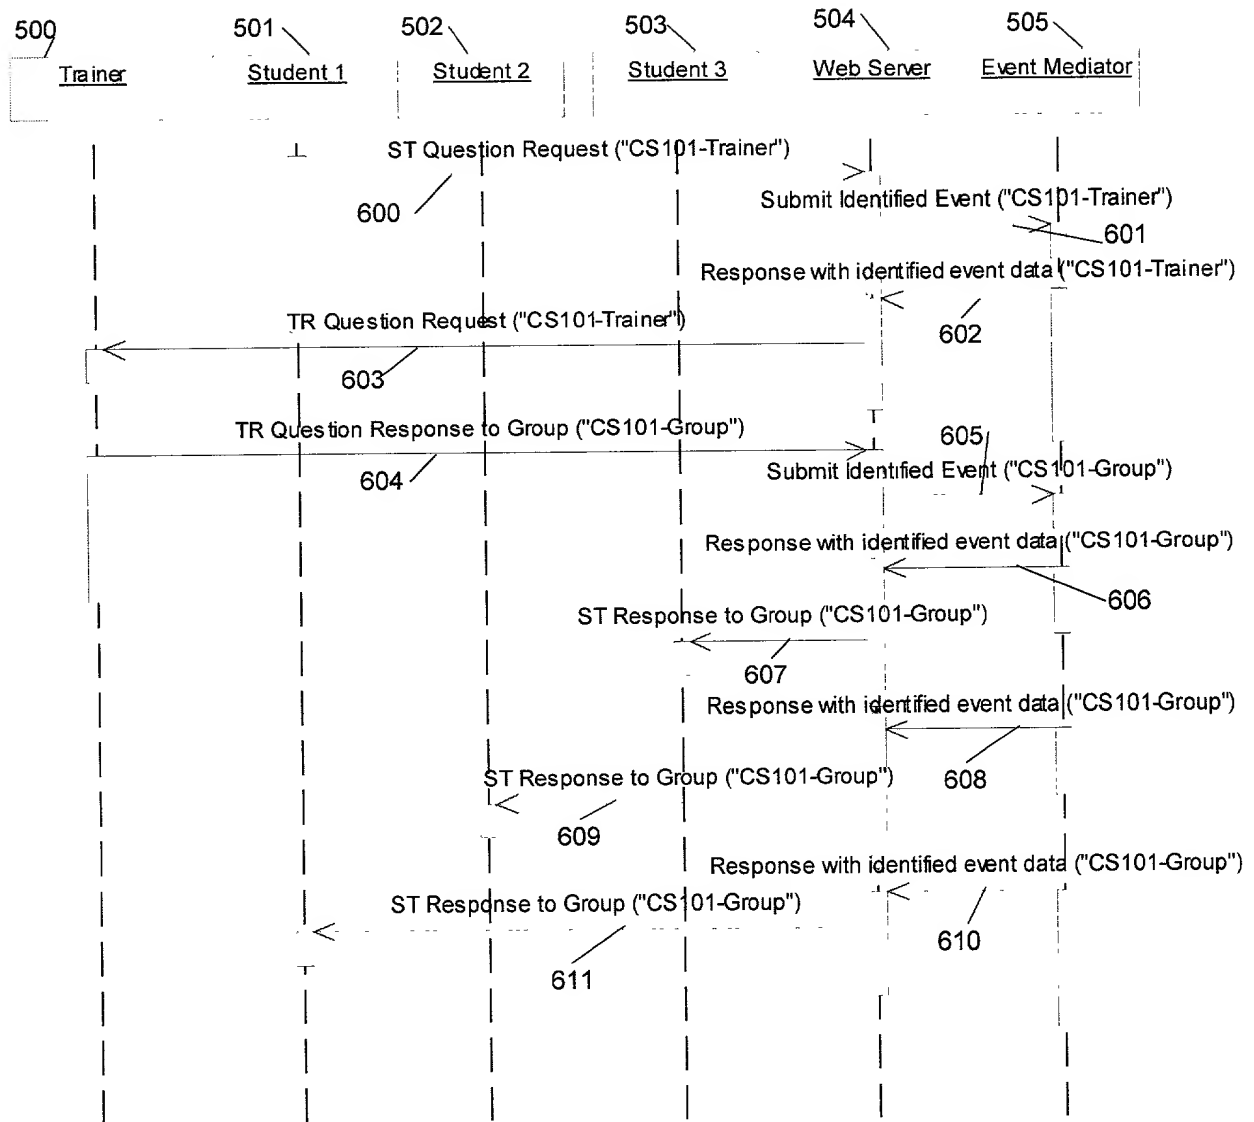 500
501
502
503
504
505
Trainer
Student 1
Student 2
Student 3
Web Server
Event Mediator
ST Question Request ("CS101-Trainer")
600
Submit Identified Event ("CS101-Trainer")
601
Response with identified event data ("CS101-Trainer")
602
TR Question Request ("CS101-Trainer")
603
TR Question Response to Group ("CS101-Group")
604
605
Submit Identified Event ("CS101-Group")
Response with identified event data ("CS101-Group")
606
ST Response to Group ("CS101-Group")
607
Response with identified event data ("CS101-Group")
608
ST Response to Group ("CS101-Group")
609
Response with identified event data ("CS101-Group")
610
ST Response to Group ("CS101-Group")
611